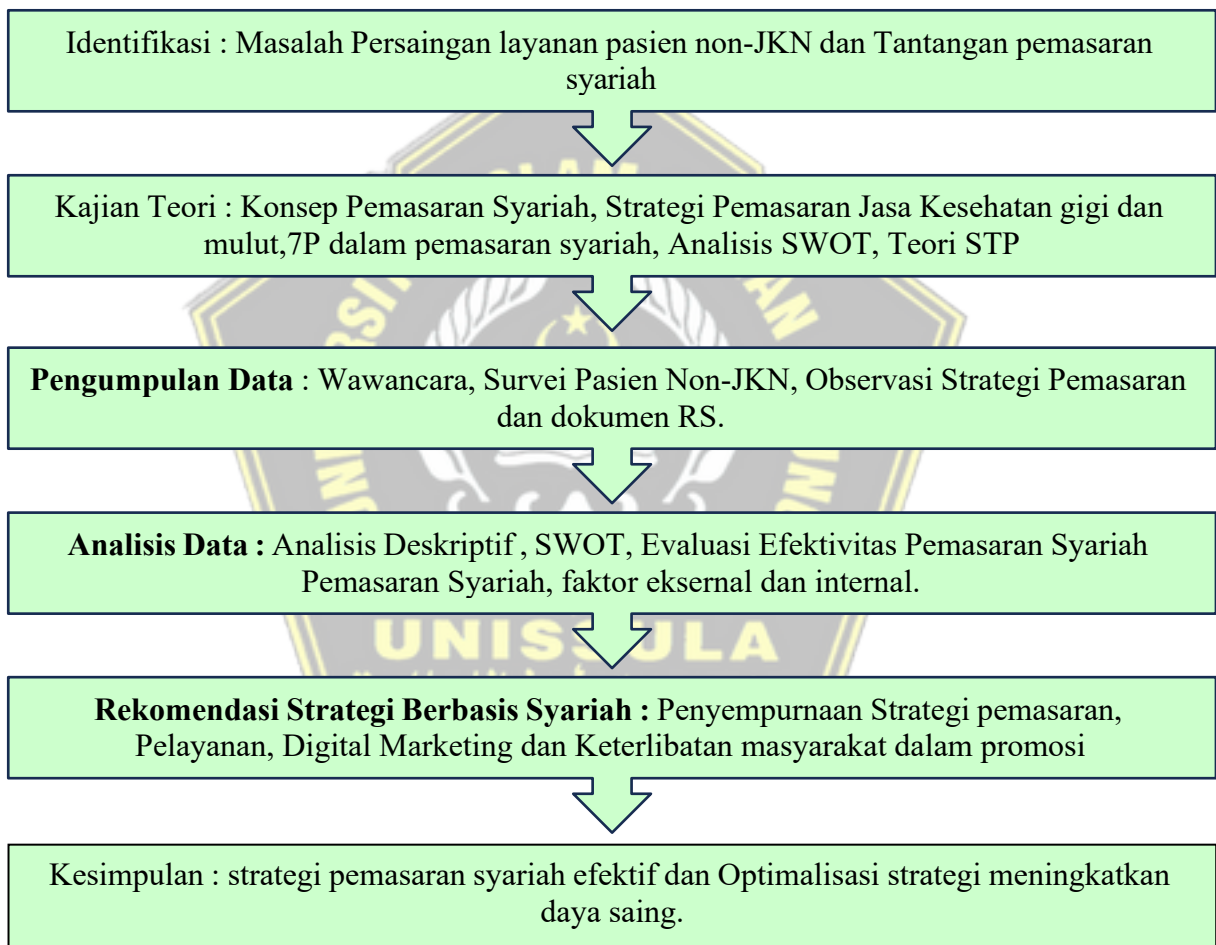 Identifikasi : Masalah Persaingan layanan pasien non-JKN dan Tantangan pemasaran
syariah
Kajian Teori : Konsep Pemasaran Syariah, Strategi Pemasaran Jasa Kesehatan gigi dan
mulut,7P dalam pemasaran syariah, Analisis SWOT, Teori STP
Pengumpulan Data : Wawancara, Survei Pasien Non-JKN, Observasi Strategi Pemasaran
dan dokumen RS.
Analisis Data : Analisis Deskriptif , SWOT, Evaluasi Efektivitas Pemasaran Syariah
Pemasaran Syariah, faktor eksernal dan internal.
UNISSULA
Rekomendasi Strategi Berbasis Syariah : Penyempurnaan Strategi pemasaran,
Pelayanan, Digital Marketing dan Keterlibatan masyarakat dalam promosi
Kesimpulan : strategi pemasaran syariah efektif dan Optimalisasi strategi meningkatkan
daya saing.